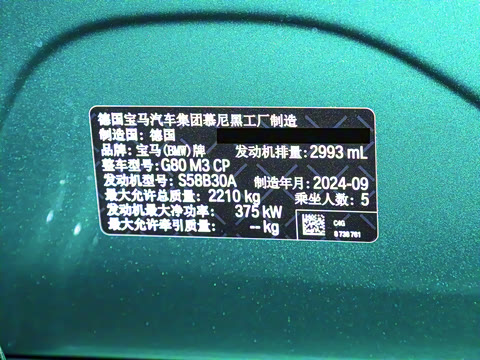 德国宝马汽车集团慕尼黑工厂制造
制造国: 德国
品牌: 宝马(BMW)牌 发动机排量: 2993 mL
整车型号: G80 M3 CP
发动机型号: S58B30A 制造年月: 2024-09
最大允许总质量: 2210 kg 乘坐人数: 5
发动机最大净功率: 375 kW
最大允许牵引质量: -- kg
C4G
8 738 761